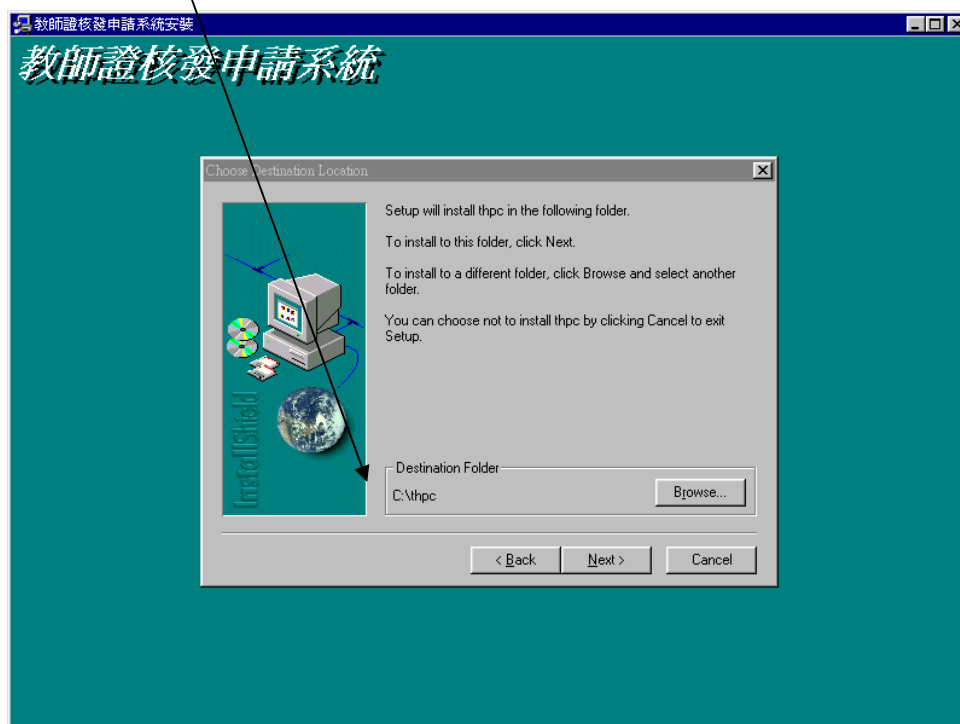 教師證核發申請系統安裝
教師證核發申請系統
Choose Destination Location
Setup will install thpc in the following folder.
To install to this folder, click Next.
To install to a different folder, click Browse and select another
folder.
You can choose not to install thpc by clicking Cancel to exit
Setup.
InstallShield
Destination Folder
C:\thpc
Browse...
< Back
Next >
Cancel